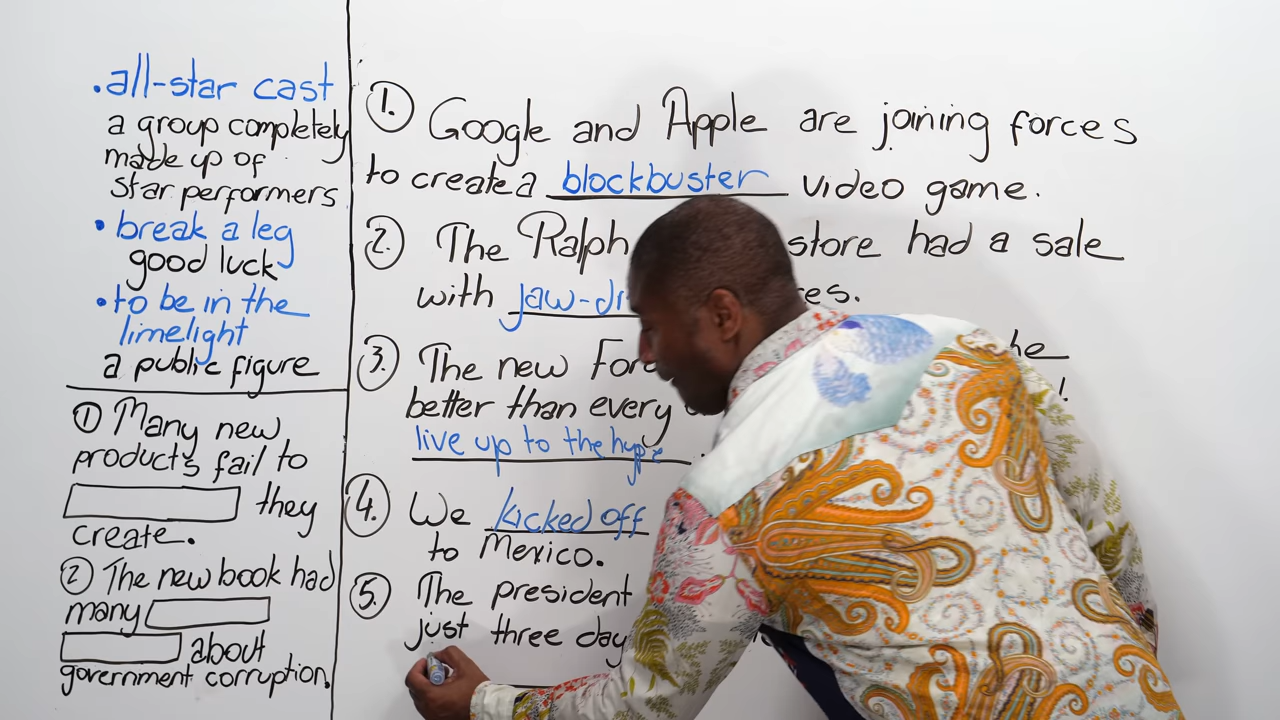 • all-star cast
a group completely
made up of
star performers
• break a leg
good luck
• to be in the
limelight
a public figure
① Many new
products fail to
they
create.
② The new book had
many
about
government corruption.
1. Google and Apple are joining forces
to create a blockbuster video game.
2. The Ralph store had a sale
with
3. The new he
better than every
live up to the hype
4. We kicked off
to Mexico.
5. The president
just three